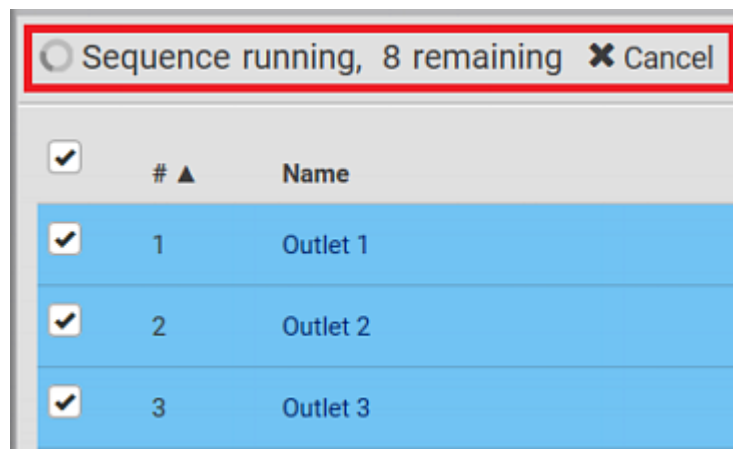 Sequence running, 8 remaining ✖ Cancel
# ▲ Name
1 Outlet 1
2 Outlet 2
3 Outlet 3